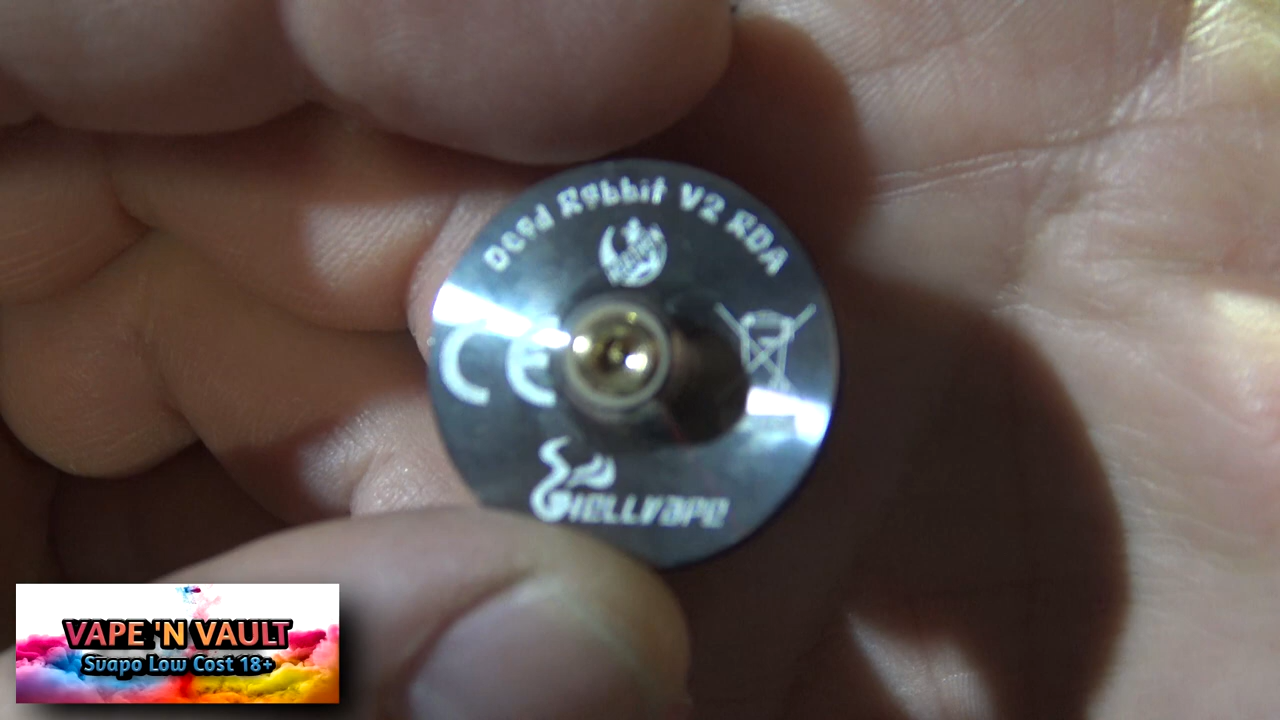 Dead Rabbit V2 RDA
CE
HELLVAPE
VAPE 'N VAULT
Svapo Low Cost 18+